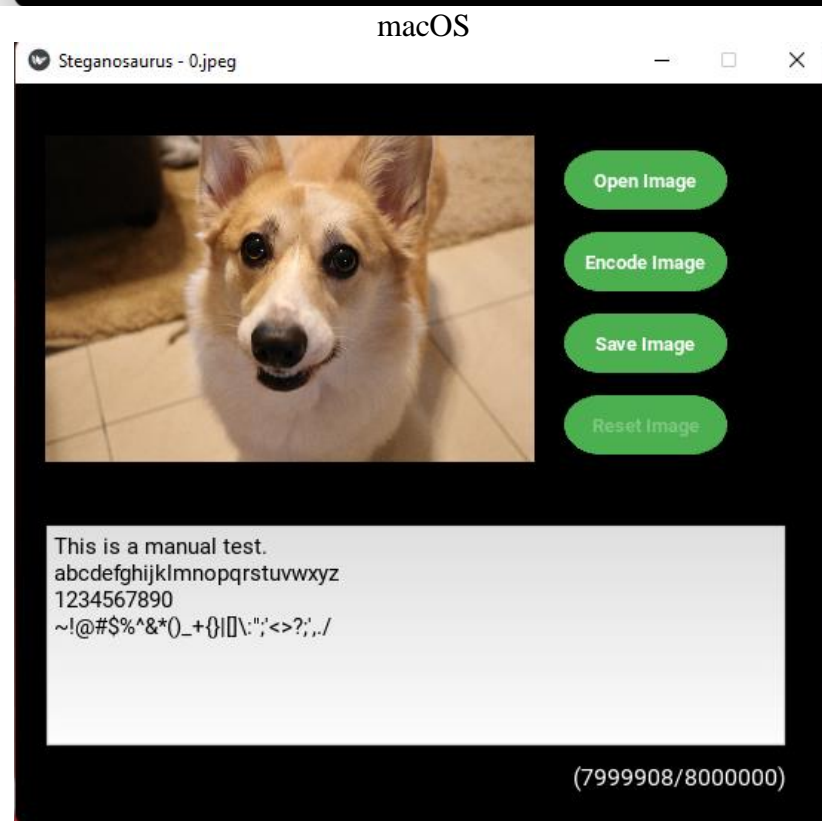 macOS
Steganosaurus - 0.jpeg
Open Image
Encode Image
Save Image
Reset Image
This is a manual test.
abcdefghijklmnopqrstuvwxyz
1234567890
~!@#$%^&*()_+{}|[]\:";'<>?;',./
(7999908/8000000)